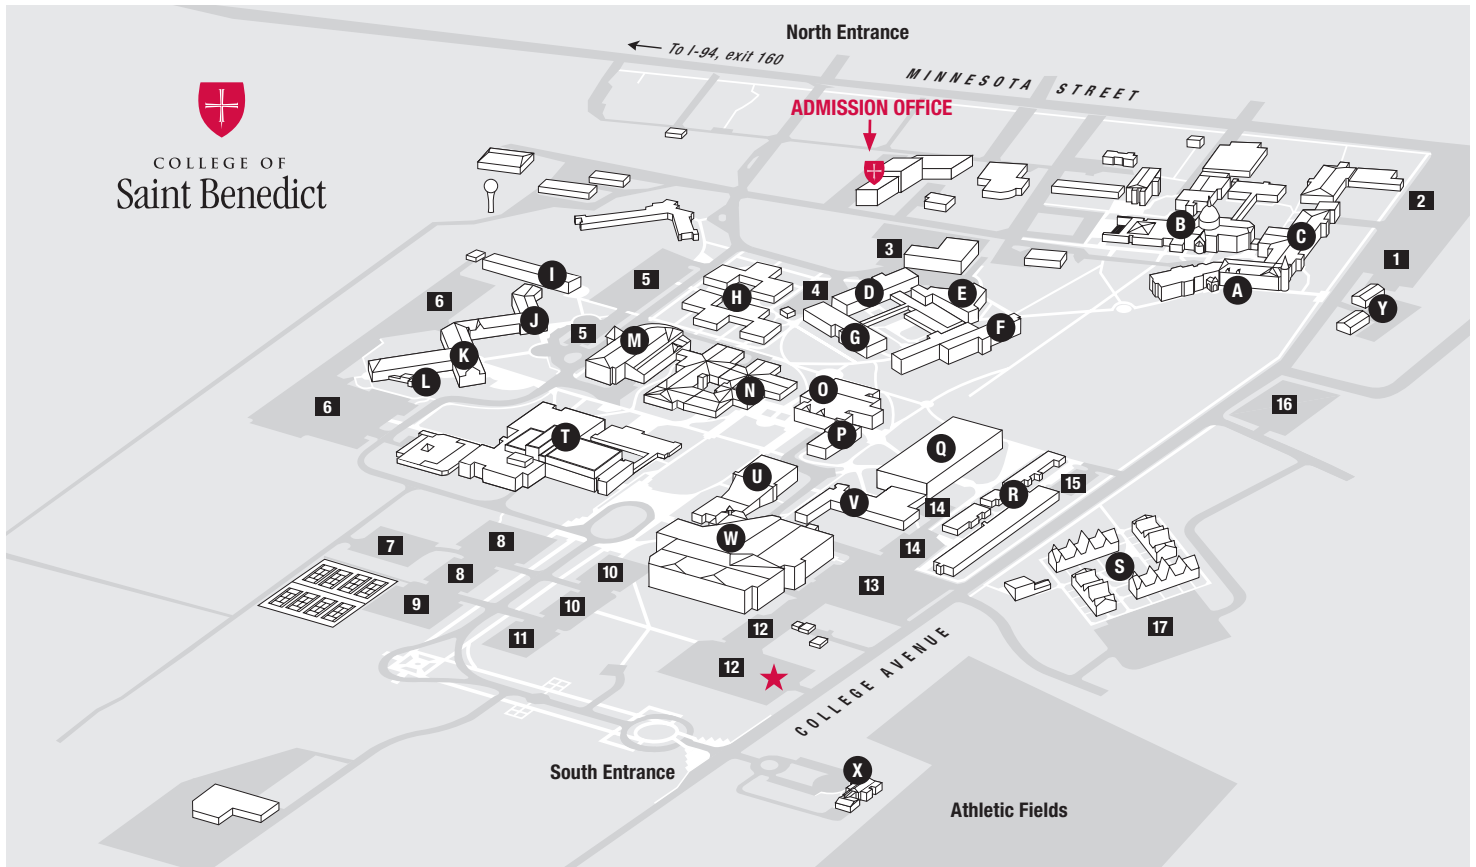 North Entrance
To I-94, exit 160
MINNESOTA STREET
ADMISSION OFFICE
COLLEGE OF
Saint Benedict
2
B
C
3
1
I
5
6
H
4
D
E
A
Y
J
5
M
G
F
K
L
N
O
6
16
T
P
Q
U
V
R
15
14
W
7
8
14
8
10
S
13
9
10
11
12
17
12
COLLEGE AVENUE
South Entrance
X
Athletic Fields